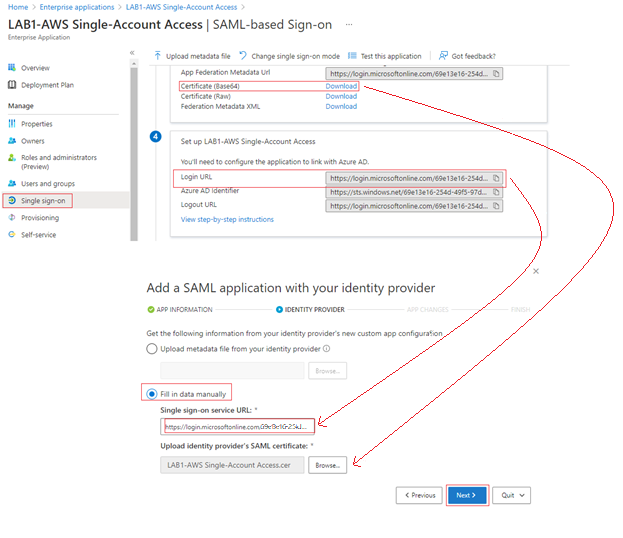 Home > Enterprise applications > LAB1-AWS Single-Account Access >
LAB1-AWS Single-Account Access | SAML-based Sign-on ...
Enterprise Application
«
Upload metadata file Change single sign-on mode Test this application Got feedback?
Overview
Deployment Plan
Manage
Properties
Owners
Roles and administrators
(Preview)
Users and groups
Single sign-on
Provisioning
Self-service
App Federation Metadata Url https://login.microsoftonline.com/69e13e16-254d...
Certificate (Base64) Download
Certificate (Raw) Download
Federation Metadata XML Download
4
Set up LAB1-AWS Single-Account Access
You'll need to configure the application to link with Azure AD.
Login URL https://login.microsoftonline.com/69e13e16-254d...
Azure AD Identifier https://sts.windows.net/69e13e16-254d-49f5-97d...
Logout URL https://login.microsoftonline.com/69e13e16-254d...
View step-by-step instructions
Add a SAML application with your identity provider
APP INFORMATION IDENTITY PROVIDER APP CHANGES FINISH
Get the following information from your identity provider's new custom app configuration
Upload metadata file from your identity provider
Browse...
Fill in data manually
Single sign-on service URL: *
https://login.microsoftonline.com
Upload identity provider's SAML certificate: *
LAB1-AWS Single-Account Access.cer Browse...
< Previous Next > Quit